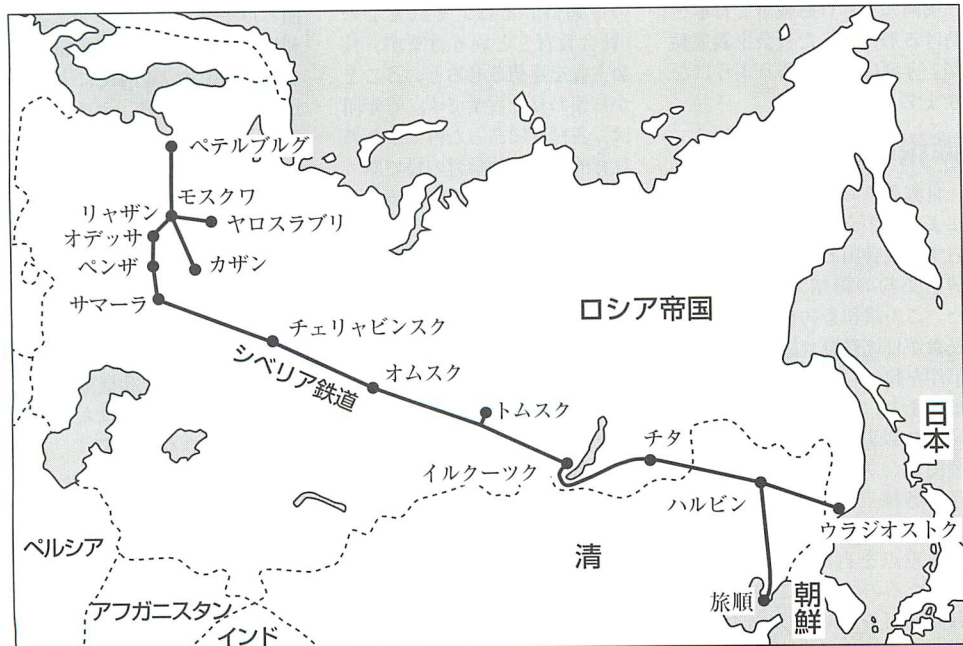 ペテルブルグ
モスクワ
リャザン
ヤロスラブリ
オデッサ
ペンザ
カザン
サマーラ
ロシア帝国
チェリャビンスク
シベリア鉄道
オムスク
トムスク
日本
チタ
イルクーツク
ハルビン
ウラジオストク
ペルシア
清
旅順
朝鮮
アフガニスタン
インド